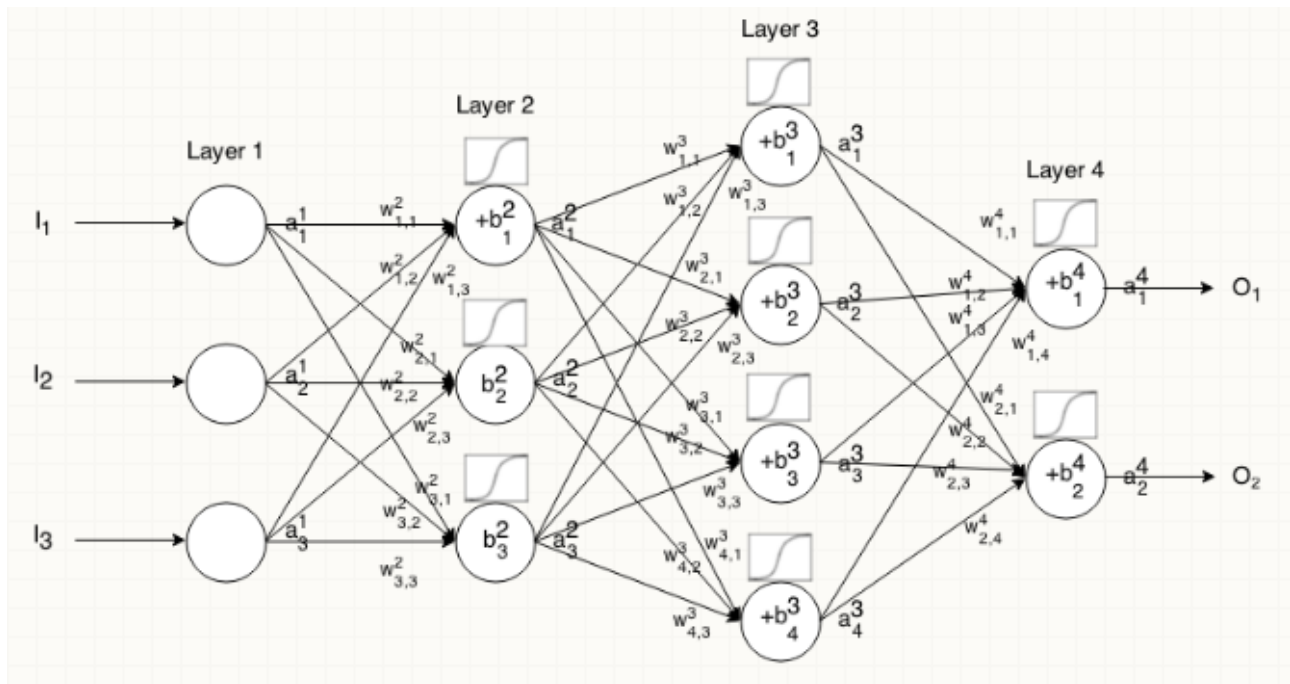 Layer 1
Layer 2
Layer 3
Layer 4
I₁
I₂
I₃
a¹₁
a¹₂
a¹₃
w²₁,₁
w²₁,₂
w²₁,₃
w²₂,₁
w²₂,₂
w²₂,₃
w²₃,₁
w²₃,₂
w²₃,₃
+b²₁
b²₂
b²₃
a²₁
a²₂
a²₃
w³₁,₁
w³₁,₂
w³₁,₃
w³₂,₁
w³₂,₂
w³₂,₃
w³₃,₁
w³₃,₂
w³₃,₃
w³₄,₁
w³₄,₂
w³₄,₃
+b³₁
+b³₂
+b³₃
+b³₄
a³₁
a³₂
a³₃
a³₄
w⁴₁,₁
w⁴₁,₂
w⁴₁,₃
w⁴₁,₄
w⁴₂,₁
w⁴₂,₂
w⁴₂,₃
w⁴₂,₄
+b⁴₁
+b⁴₂
a⁴₁
a⁴₂
O₁
O₂